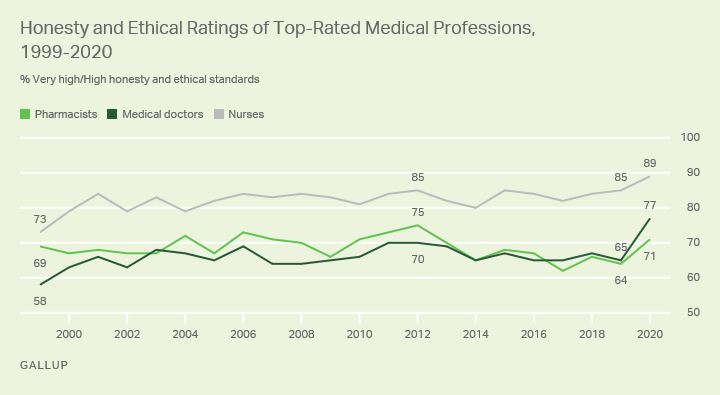 Honesty and Ethical Ratings of Top-Rated Medical Professions,
1999-2020
% Very high/High honesty and ethical standards
Pharmacists Medical doctors Nurses
100
89
85 85 90
77
75 80
73
65 70
69 70 71
64 60
58
50
2000 2002 2004 2006 2008 2010 2012 2014 2016 2018 2020
GALLUP